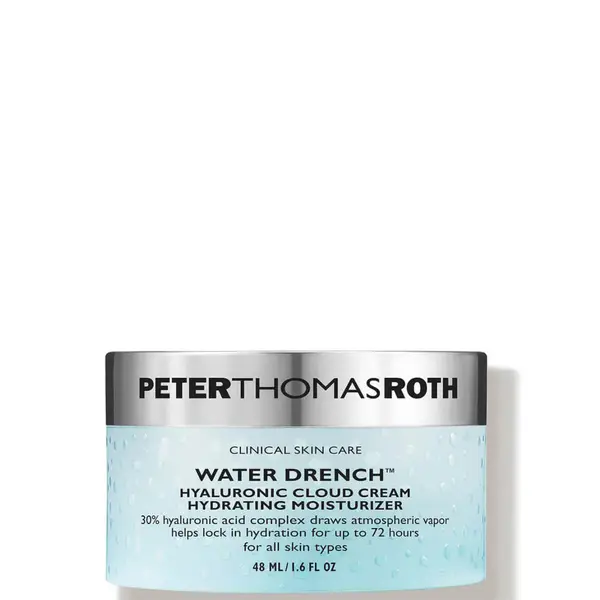 PETERTHOMASROTH
CLINICAL SKIN CARE
WATER DRENCH™
HYALURONIC CLOUD CREAM
HYDRATING MOISTURIZER
30% hyaluronic acid complex draws atmospheric vapor
helps lock in hydration for up to 72 hours
for all skin types
48 ML/1.6 FL OZ